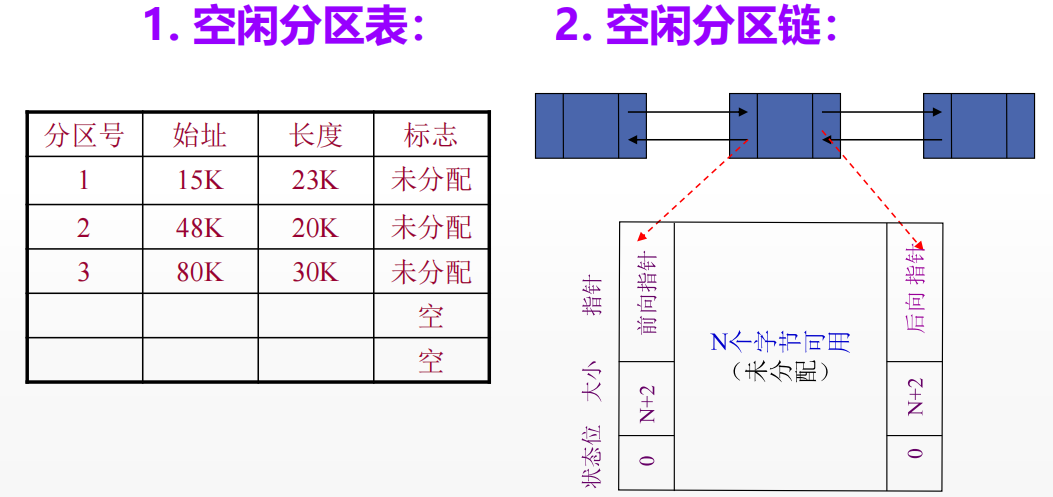 1. 空闲分区表：
2. 空闲分区链：
分区号 始址 长度 标志
1 15K 23K 未分配
2 48K 20K 未分配
3 80K 30K 未分配
空
空
指针
大小
状态位
前向指针
N+2
0
N个字节可用
（未分配）
后向 指针
N+2
0